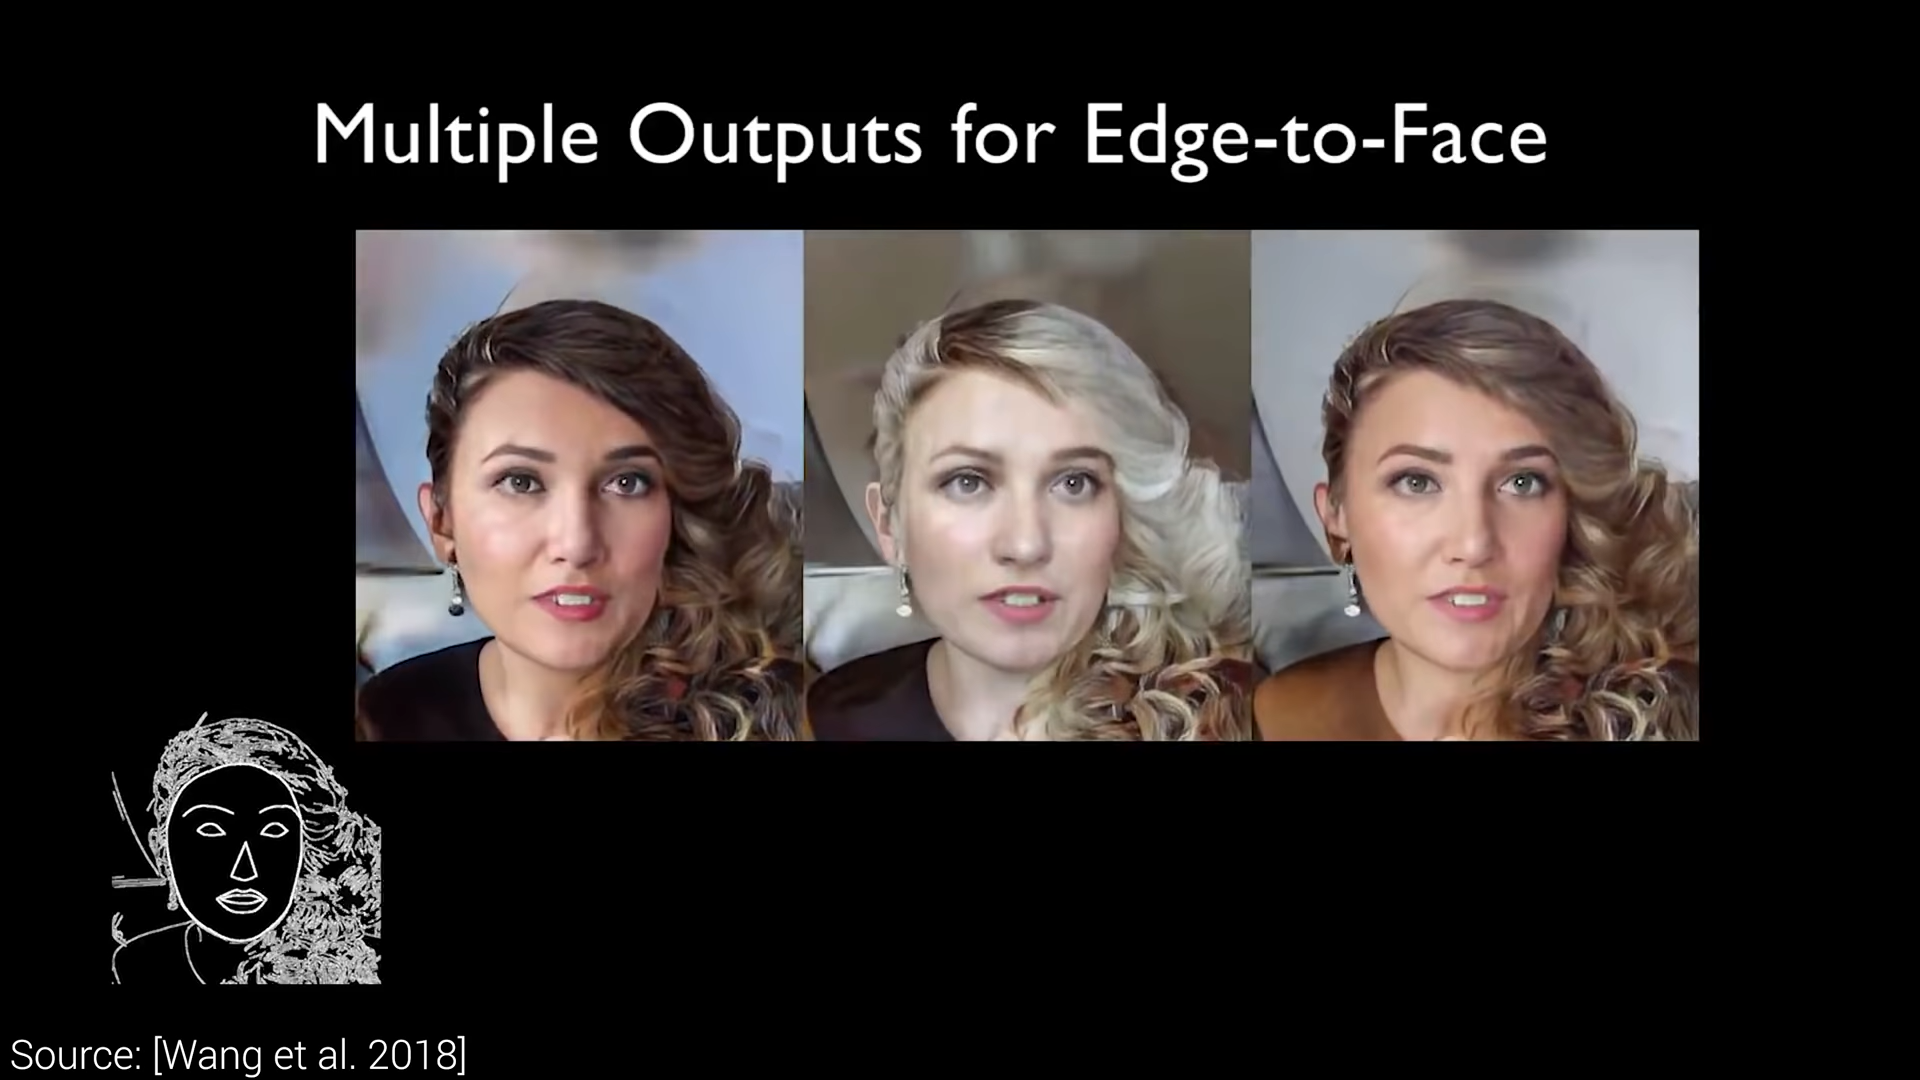 Multiple Outputs for Edge-to-Face
Source: [Wang et al. 2018]